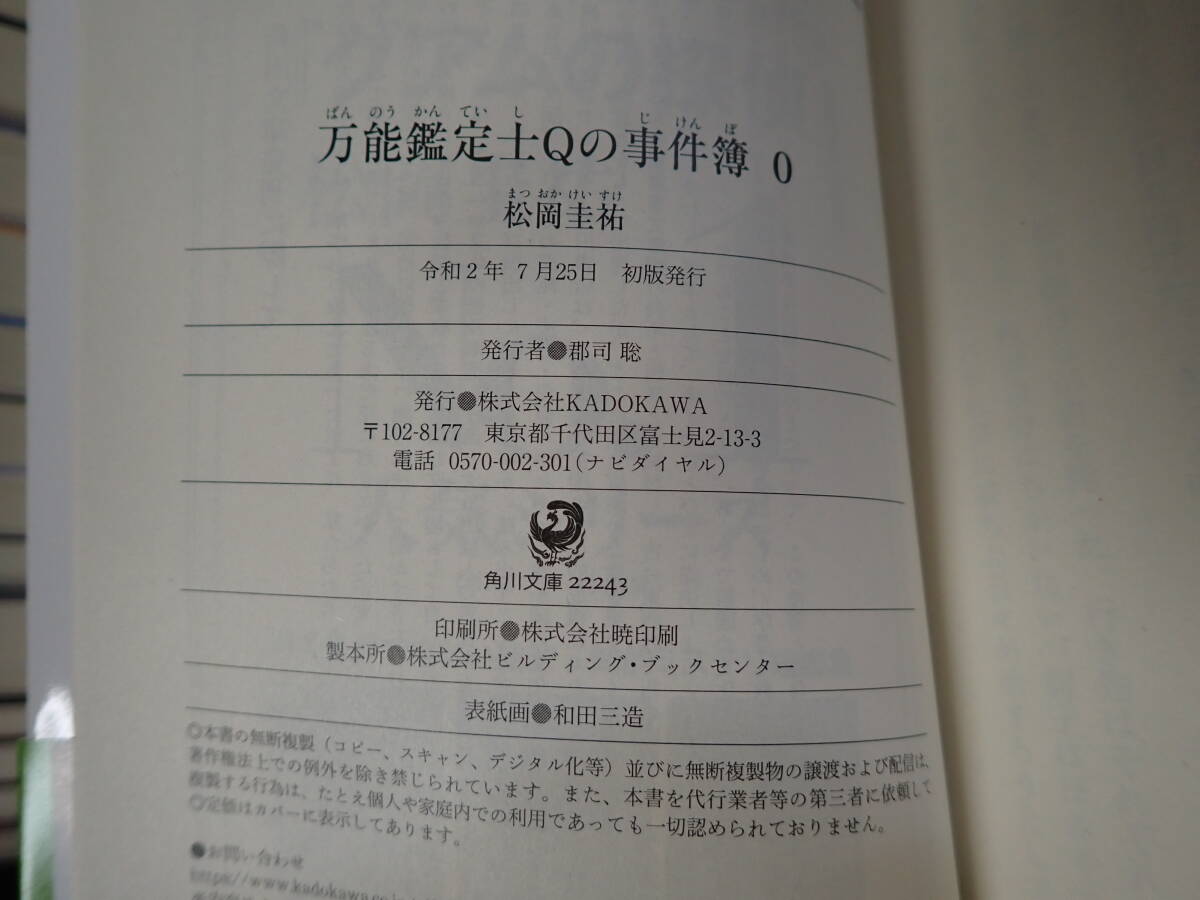 ばん のう かん てい し じ けん ぼ
万能鑑定士Qの事件簿 0
まつ おか けい すけ
松岡圭祐
令和2年 7月25日 初版発行
発行者●郡司 聡
発行●株式会社KADOKAWA
〒102-8177 東京都千代田区富士見2-13-3
電話 0570-002-301(ナビダイヤル)
角川文庫 22243
印刷所●株式会社暁印刷
製本所●株式会社ビルディング・ブックセンター
表紙画●和田三造
◎本書の無断複製(コピー、スキャン、デジタル化等)並びに無断複製物の譲渡および配信は、
著作権法上での例外を除き禁じられています。また、本書を代行業者等の第三者に依頼して
複製する行為は、たとえ個人や家庭内での利用であっても一切認められておりません。
◎定価はカバーに表示してあります。
●お問い合わせ
https://www.kadokawa.co